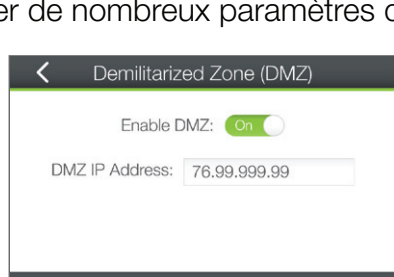 er de nombreux paramètres d
Demilitarized Zone (DMZ)
Enable DMZ: On
DMZ IP Address: 76.99.999.99